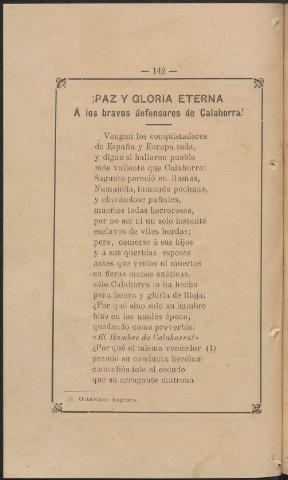 — 142 —
¡PAZ Y GLORIA ETERNA
Á los bravos defensores de Calahorra!
Vengan los conquistadores
de España y Europa toda,
y digan si hallaron pueblo
más valiente que Calahorra:
Sagunto pereció en llamas,
Numancia, tomando pócimas,
y clavándose puñales,
muertes todas horrorosas,
por no ser ni un solo instante
esclavos de viles hordas;
pero, comerse á sus hijos
y á sus queridas esposas
antes que verlos ni muertos
en fieras manos exóticas,
sólo Calahorra lo ha hecho
para honra y gloria de Rioja;
¿Por qué sino solo su hambre
hizo en los anales época,
quedando como proverbio:
«El Hambre de Calahorra?»
¿Por qué el mismo vencedor (1)
premió su conducta heróica;
concediéndole el escudo
que su arrogante matrona
(1) Octaviano Augusto.